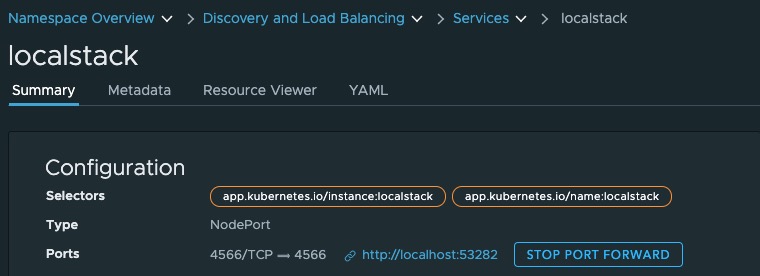 Namespace Overview > Discovery and Load Balancing > Services > localstack
localstack
Summary Metadata Resource Viewer YAML
Configuration
Selectors app.kubernetes.io/instance:localstack app.kubernetes.io/name:localstack
Type NodePort
Ports 4566/TCP ⟹ 4566 http://localhost:53282 STOP PORT FORWARD